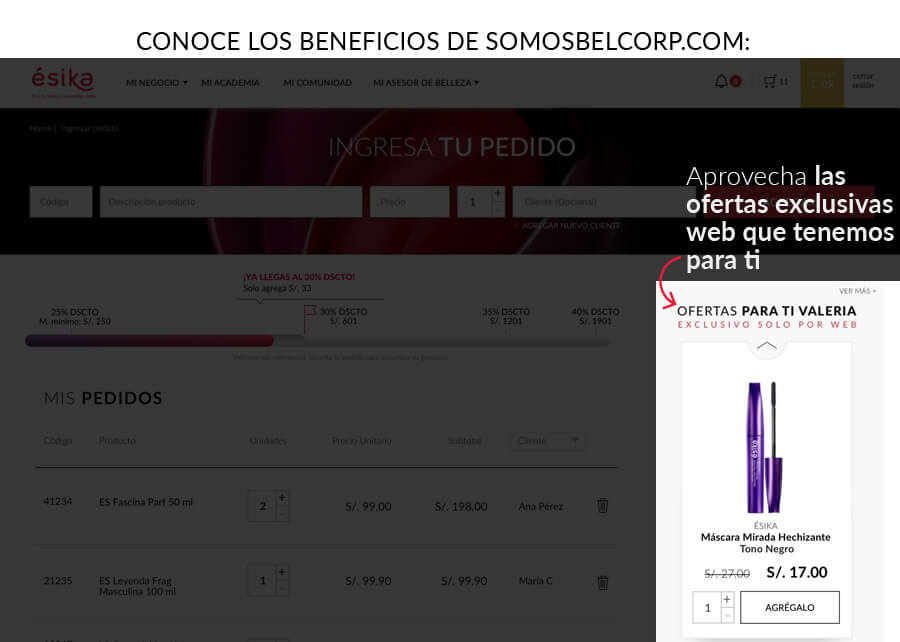 CONOCE LOS BENEFICIOS DE SOMOSBELCORP.COM:
ésika
MI NEGOCIO
MI ACADEMIA
MI COMUNIDAD
MI ASESOR DE BELLEZA
11
C-05
cerrar
sesión
Home | Ingresar pedido
INGRESA TU PEDIDO
Código
Descripción producto
Precio
1
+
-
Cliente (Opcional)
+ AGREGAR NUEVO CLIENTE
Aprovecha las
ofertas exclusivas
web que tenemos
para ti
¡YA LLEGAS AL 30% DSCTO!
Solo agrega S/. 33
25% DSCTO
M. mínimo: S/. 250
30% DSCTO
S/. 601
35% DSCTO
S/. 1201
40% DSCTO
S/. 1901
VER MÁS +
OFERTAS PARA TI VALERIA
EXCLUSIVO SOLO POR WEB
MIS PEDIDOS
Código
Producto
Unidades
Precio Unitario
Subtotal
Cliente
41234
ES Fascina Parf 50 ml
2
+
-
S/. 99.00
S/. 198.00
Ana Pérez
21235
ES Leyenda Frag
Masculina 100 ml
1
+
-
S/. 99.90
S/. 99.90
María C
ésika
ÉSIKA
Máscara Mirada Hechizante
Tono Negro
S/. 27.00
S/. 17.00
1
+
-
AGRÉGALO